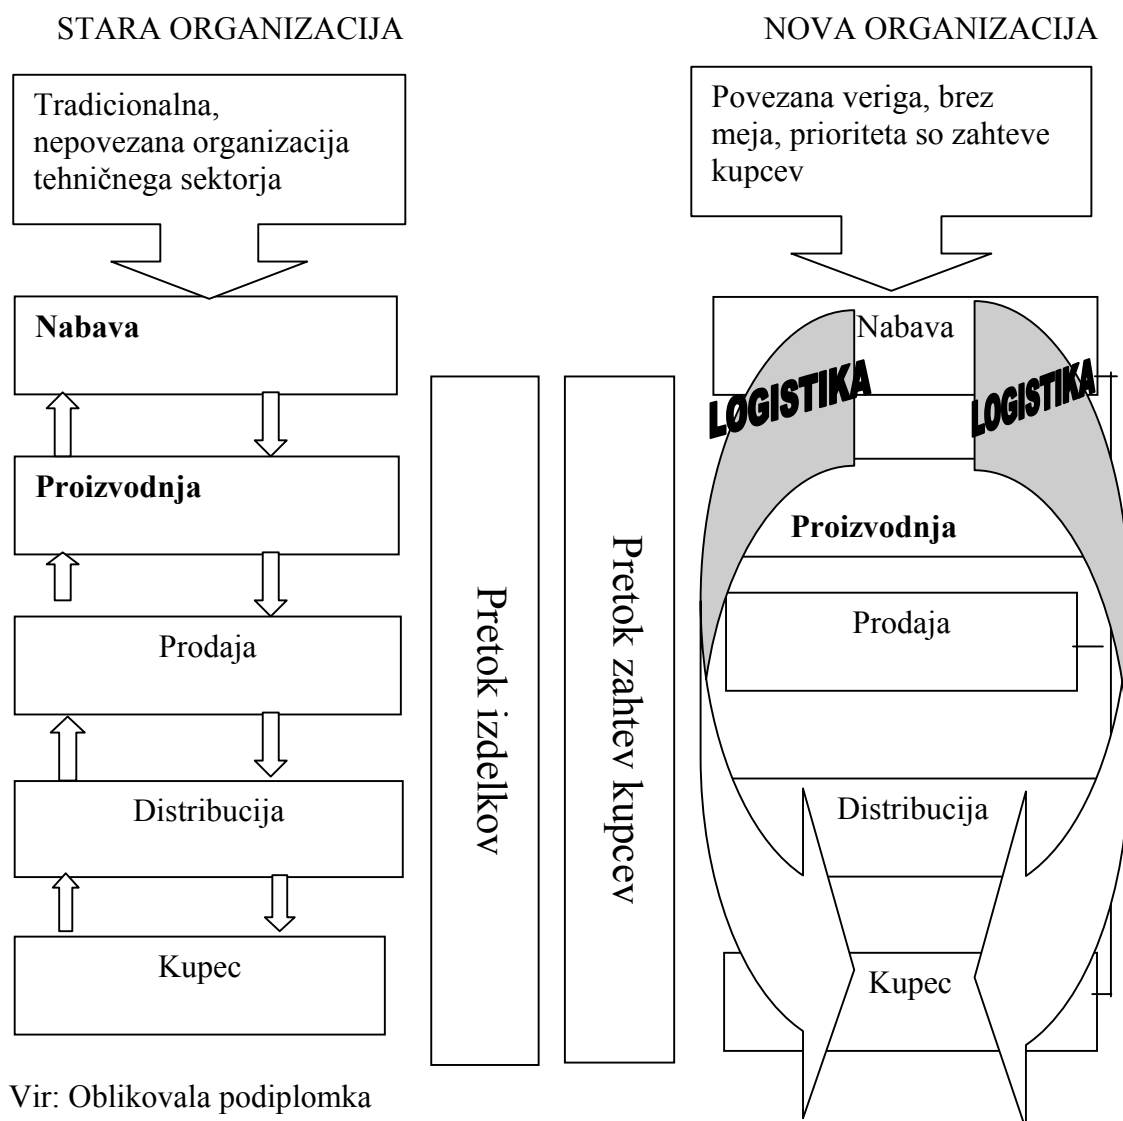 STARA ORGANIZACIJA
Tradicionalna,
nepovezana organizacija
tehničnega sektorja
Nabava
Proizvodnja
Prodaja
Distribucija
Kupec
Pretok izdelkov
Pretok zahtev kupcev
NOVA ORGANIZACIJA
Povezana veriga, brez
meja, prioriteta so zahteve
kupcev
Nabava
LOGISTIKA
LOGISTIKA
Proizvodnja
Prodaja
Distribucija
Kupec
Vir: Oblikovala podiplomka